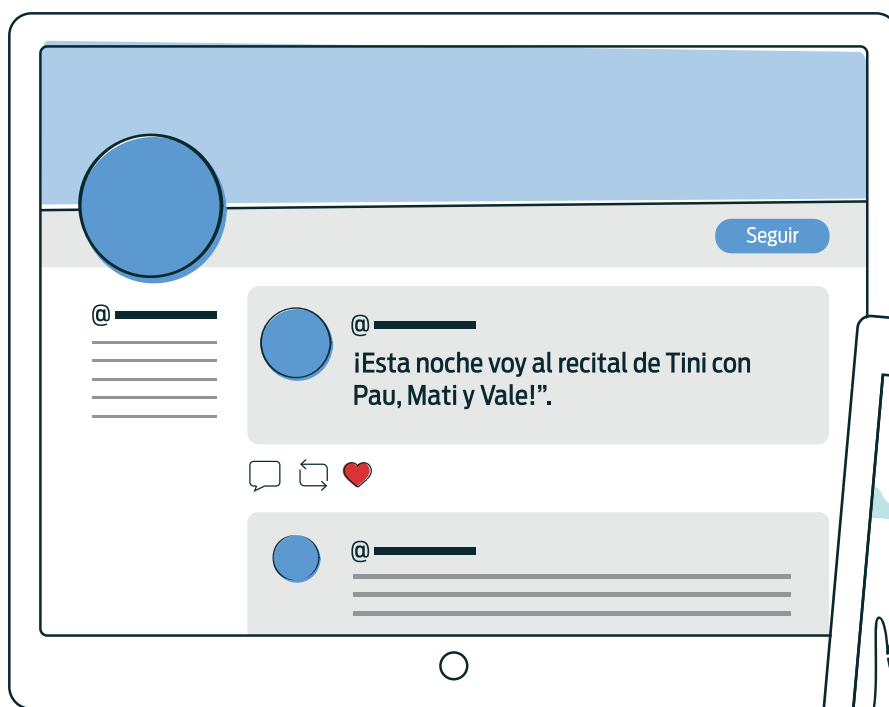 Seguir
@
@
¡Esta noche voy al recital de Tini con
Pau, Mati y Vale!”.
@